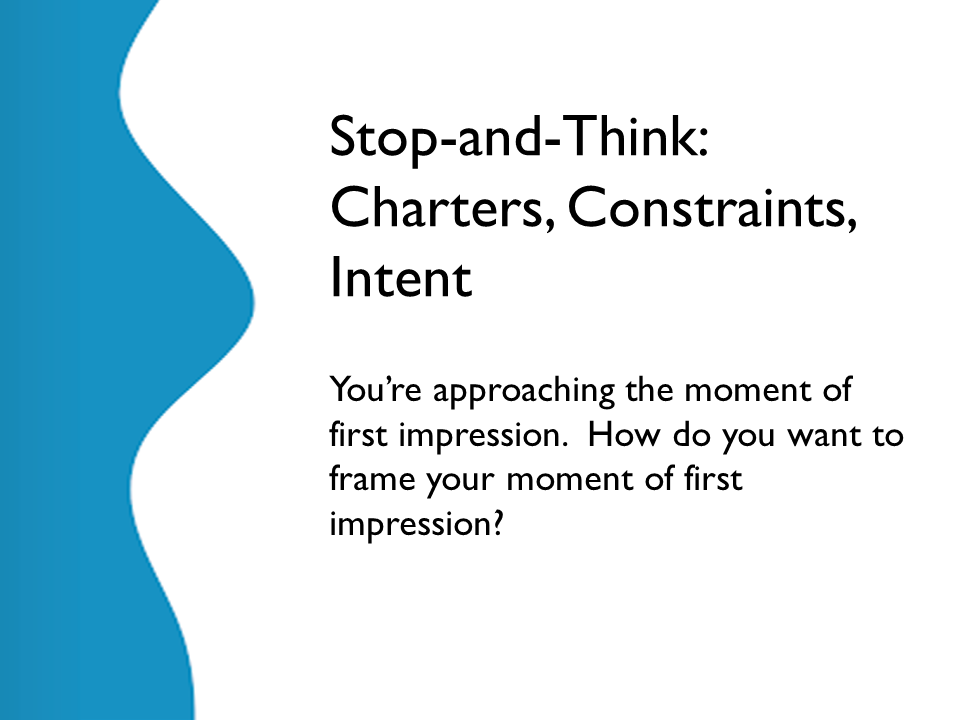 Stop-and-Think:
Charters, Constraints,
Intent
You’re approaching the moment of
first impression.  How do you want to
frame your moment of first
impression?